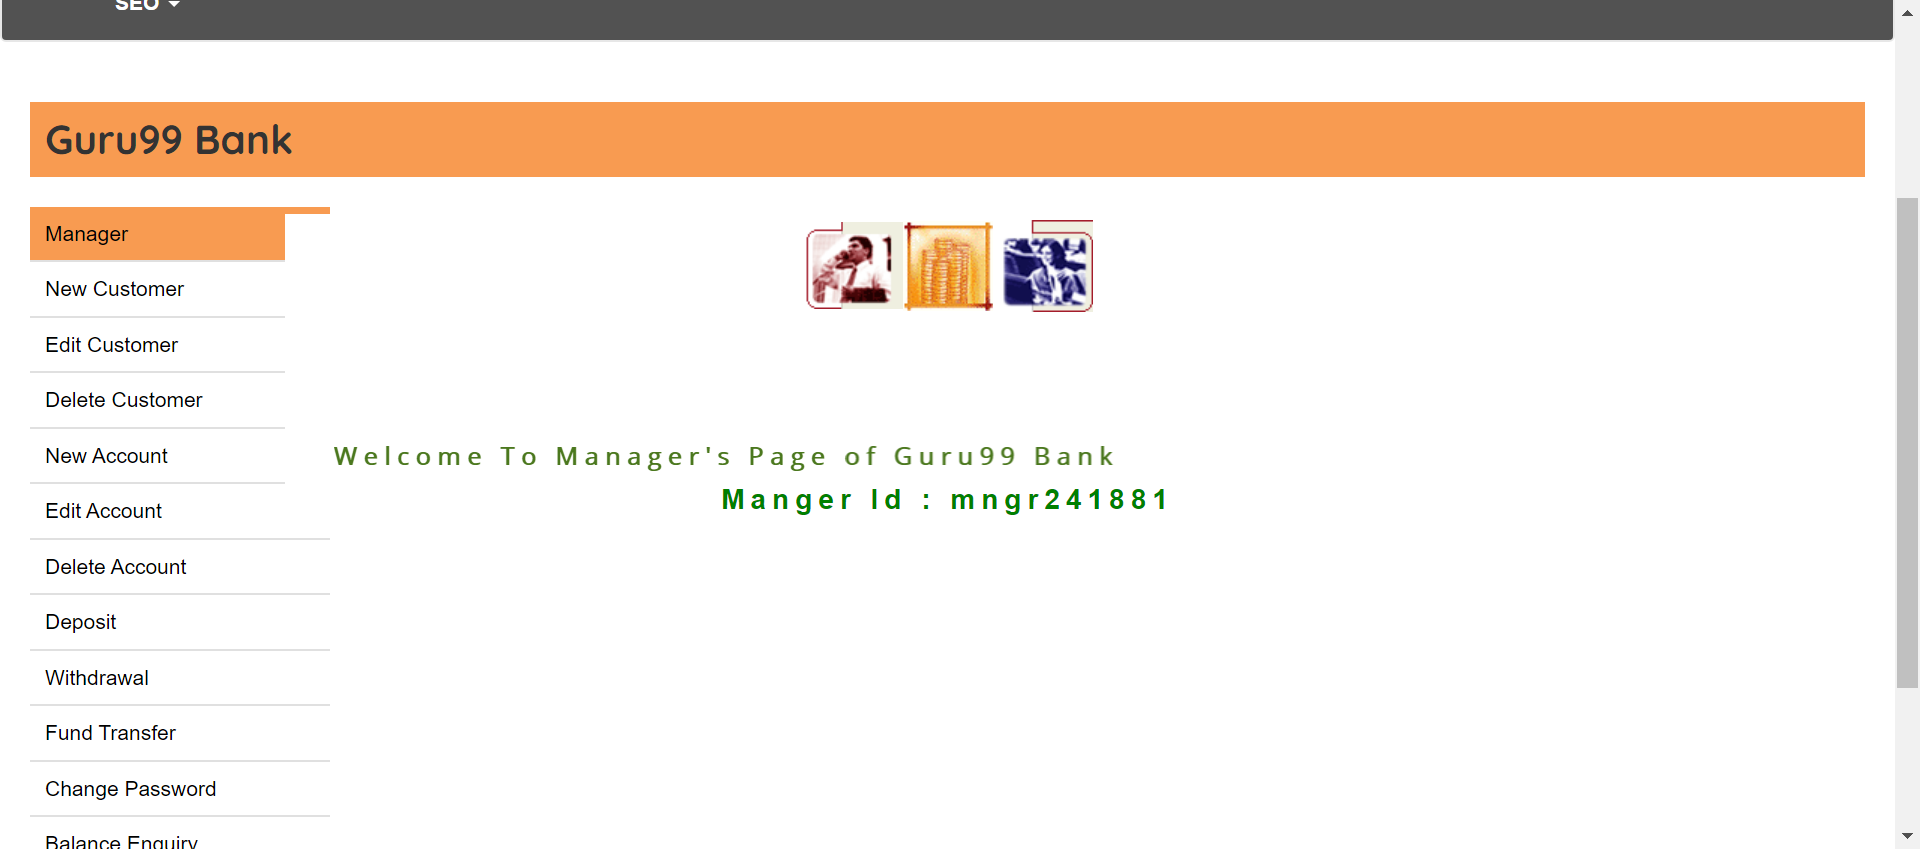 SEO
Guru99 Bank
Manager
New Customer
Edit Customer
Delete Customer
New Account
Edit Account
Delete Account
Deposit
Withdrawal
Fund Transfer
Change Password
Balance Enquiry
Welcome To Manager's Page of Guru99 Bank
Manger Id : mngr241881